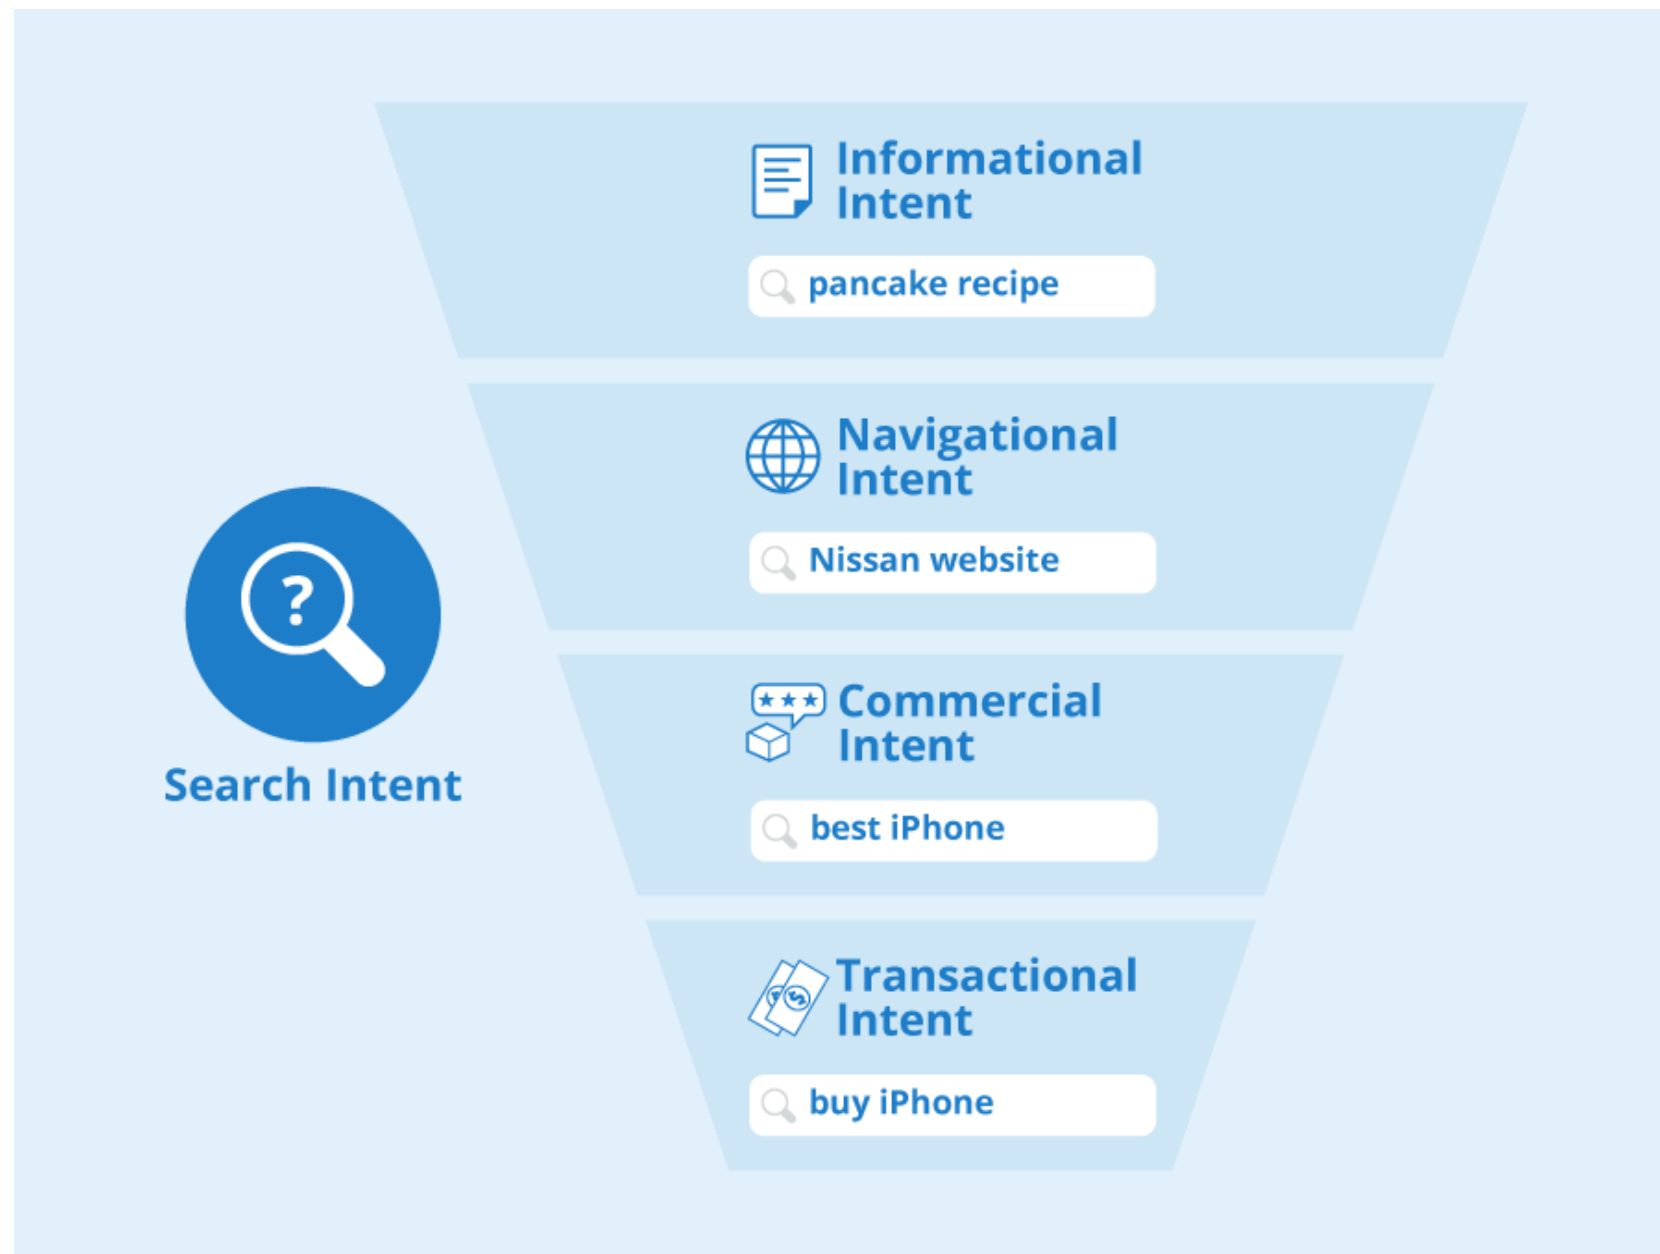 Informational
Intent
pancake recipe
Navigational
Intent
Nissan website
?
Search Intent
Commercial
Intent
best iPhone
Transactional
Intent
buy iPhone